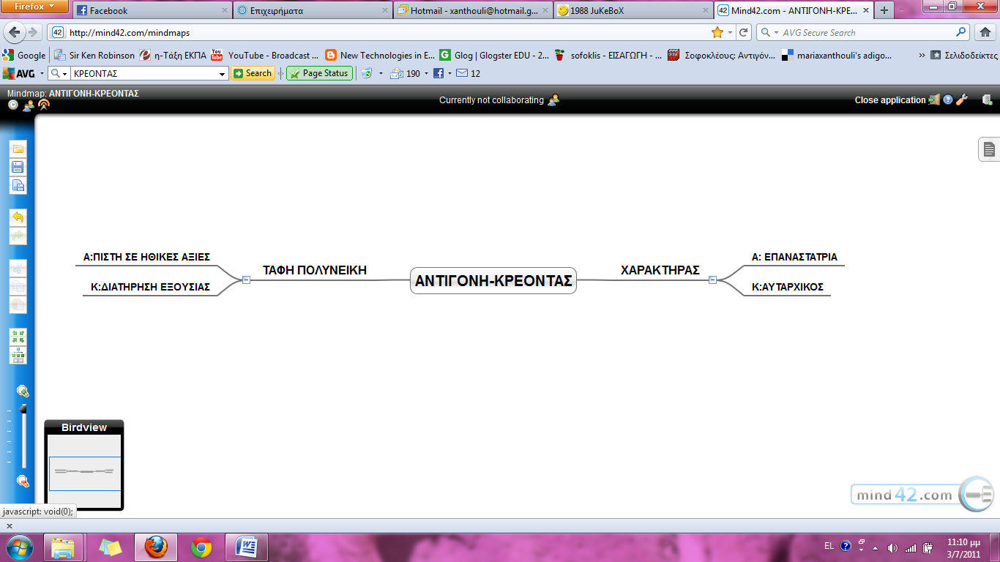 Firefox
Facebook
Επιχειρήματα
Hotmail - xanthouli@hotmail.g...
1988 JuKeBoX
42 Mind42.com - ΑΝΤΙΓΟΝΗ-ΚΡΕ...
42 http://mind42.com/mindmaps
AVG Secure Search
Google
Sir Ken Robinson
η-Τάξη ΕΚΠΑ
YouTube - Broadcast ...
New Technologies in E...
Glog | Glogster EDU - 2...
sofoklis - ΕΙΣΑΓΩΓΗ - ...
Σοφοκλέους: Αντιγόν...
mariaxanthouli's adigo...
»
Σελιδοδείκτες
AVG
ΚΡΕΟΝΤΑΣ
Search
Page Status
190
12
Mindmap: ΑΝΤΙΓΟΝΗ-ΚΡΕΟΝΤΑΣ
Currently not collaborating
Close application
Α:ΠΙΣΤΗ ΣΕ ΗΘΙΚΕΣ ΑΞΙΕΣ
Κ:ΔΙΑΤΗΡΗΣΗ ΕΞΟΥΣΙΑΣ
ΤΑΦΗ ΠΟΛΥΝΕΙΚΗ
ΑΝΤΙΓΟΝΗ-ΚΡΕΟΝΤΑΣ
ΧΑΡΑΚΤΗΡΑΣ
Α: ΕΠΑΝΑΣΤΑΤΡΙΑ
Κ:ΑΥΤΑΡΧΙΚΟΣ
Birdview
mind42.com
javascript: void(0);
x
EL
11:10 μμ
3/7/2011